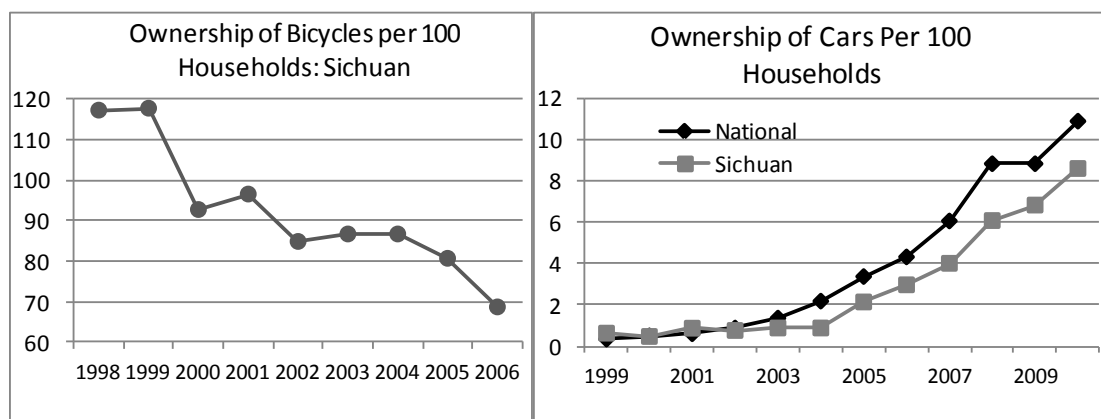 Ownership of Bicycles per 100
Households: Sichuan
120
110
100
90
80
70
60
1998 1999 2000 2001 2002 2003 2004 2005 2006
Ownership of Cars Per 100
Households
12
10
8
6
4
2
0
National
Sichuan
1999 2001 2003 2005 2007 2009